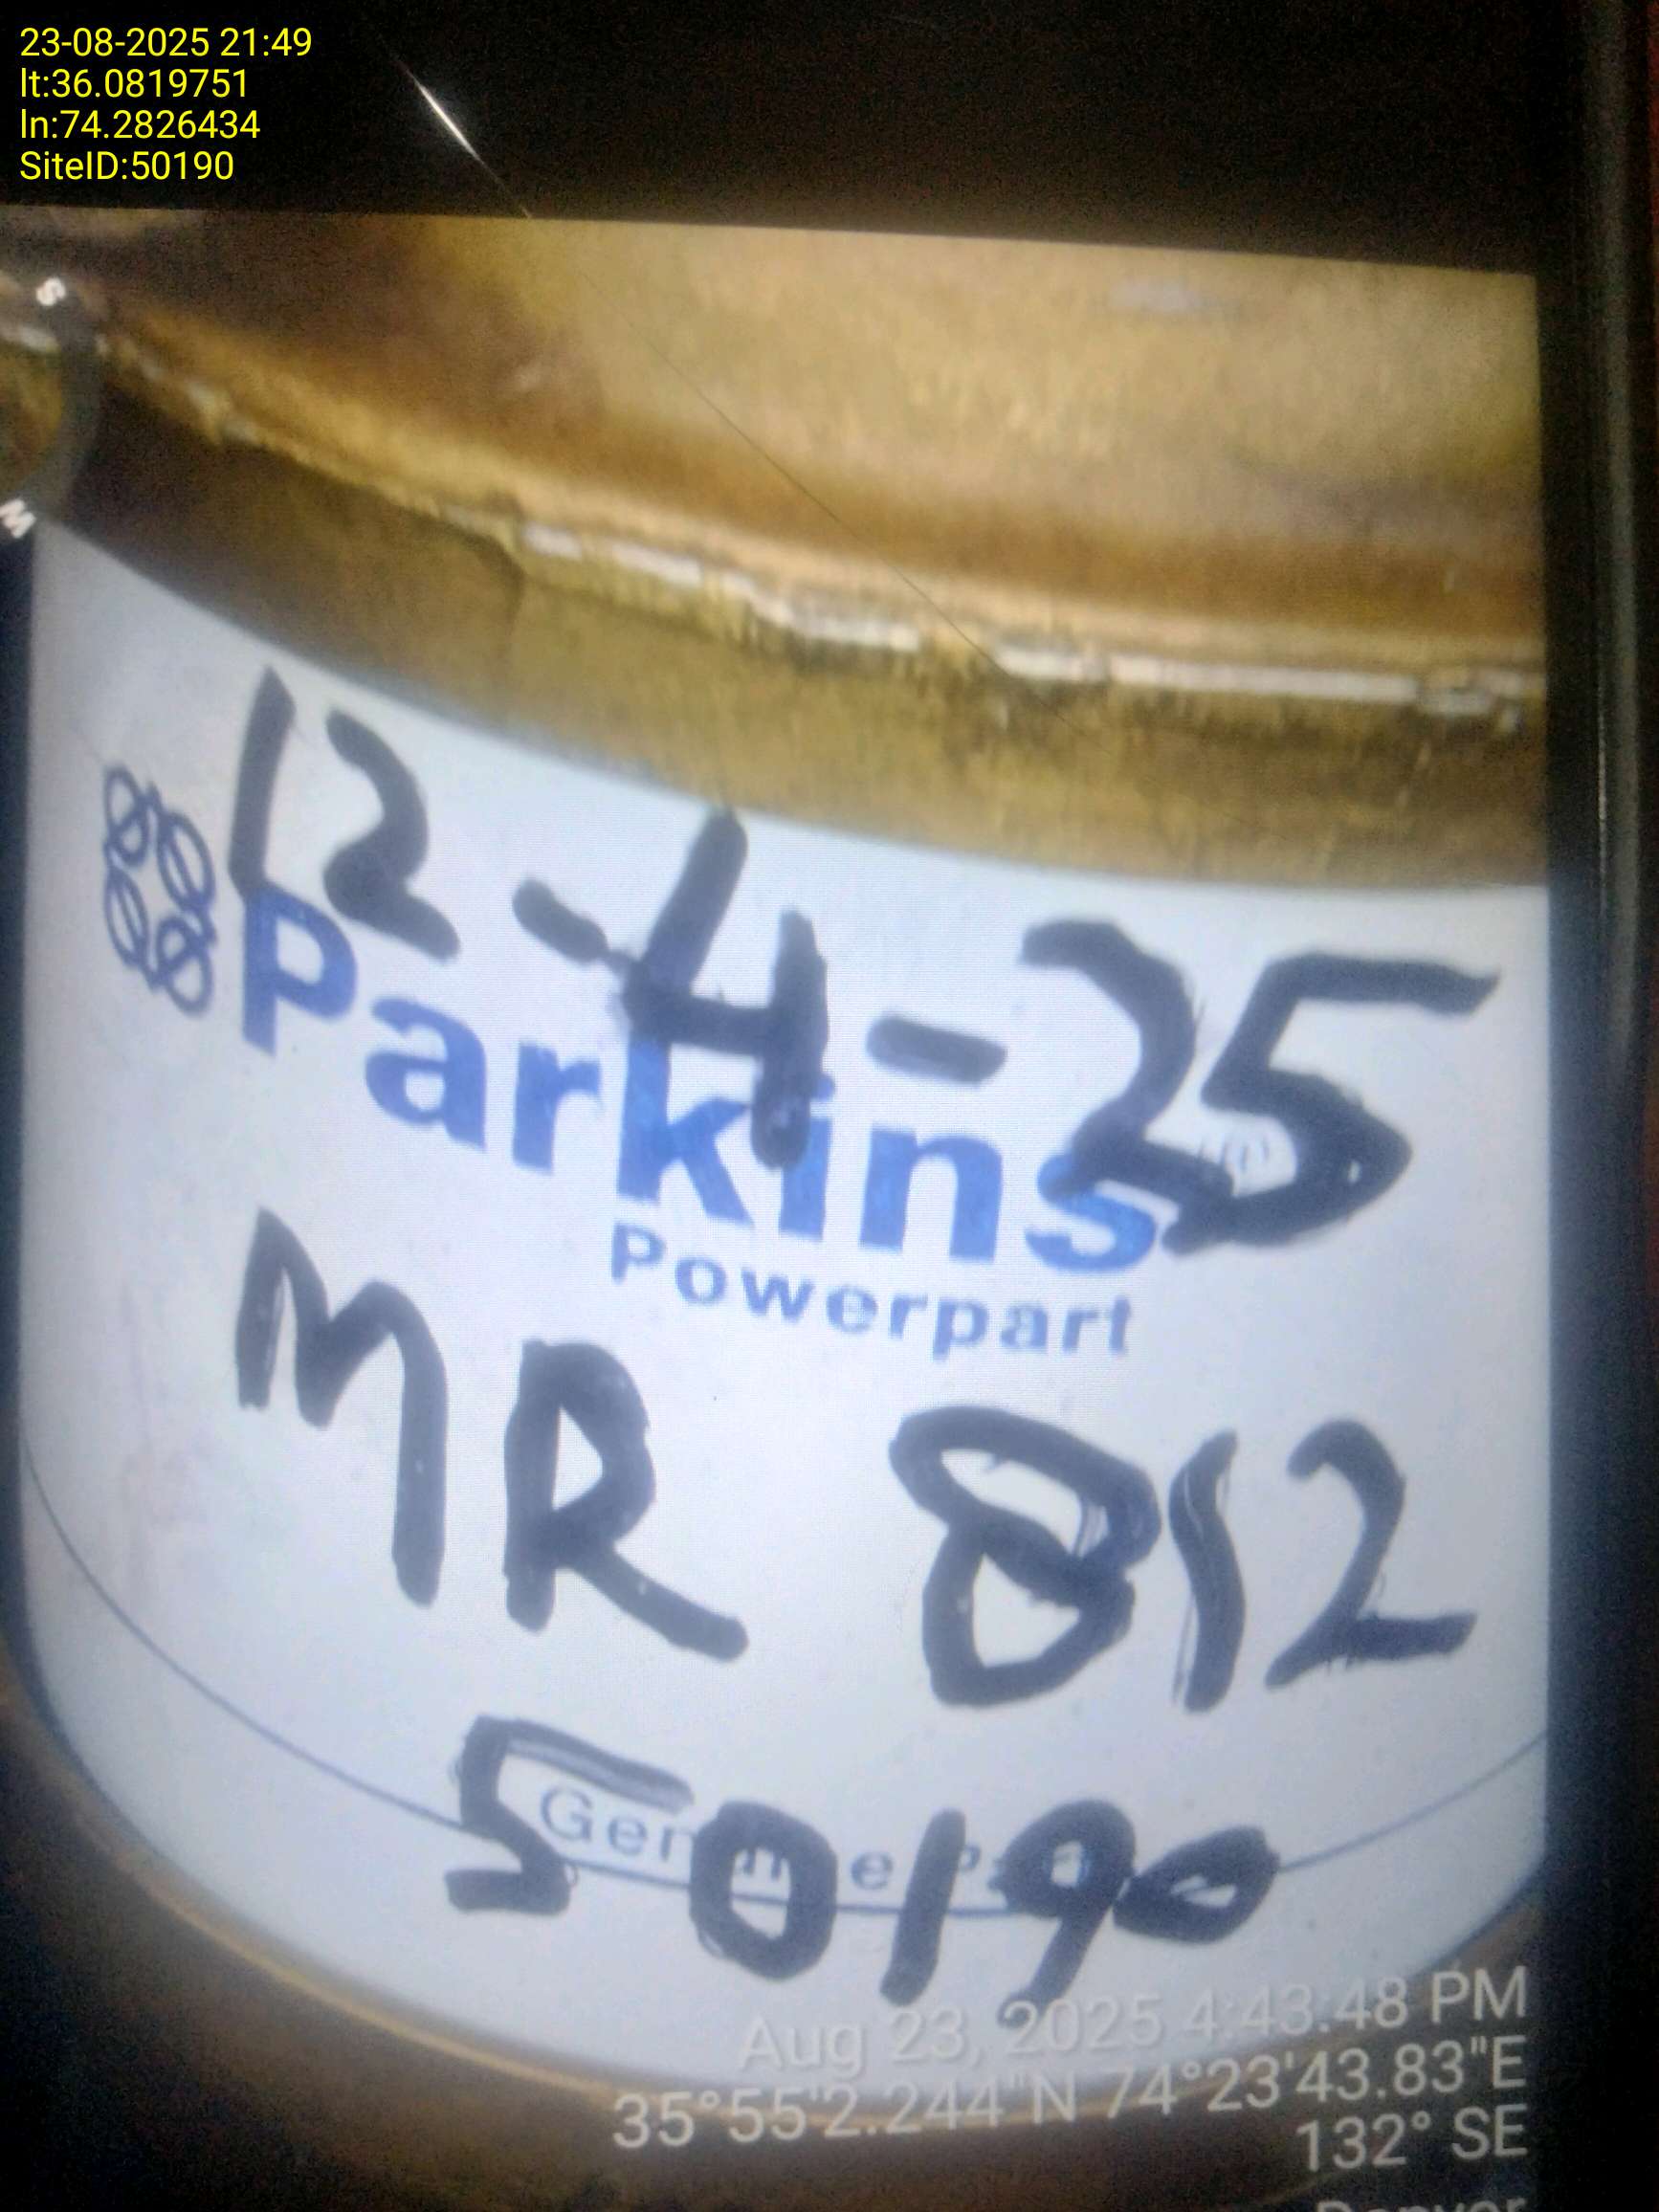 23-08-2025 21:49
lt:36.0819751
ln:74.2826434
SiteID:50190
S
W
12-4-25
Parkins
Powerpart
MR 812
50190
Aug 23, 2025 4:43:48 PM
35°55'2.244"N 74°23'43.83"E
132° SE